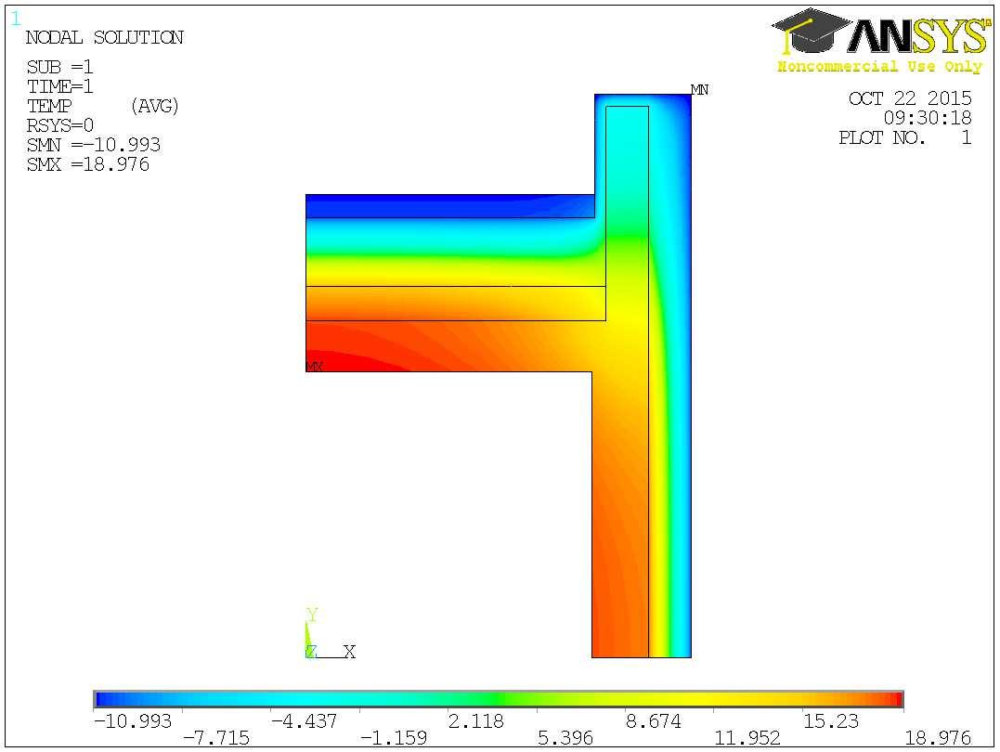 1
NODAL SOLUTION
SUB =1
TIME=1
TEMP (AVG)
RSYS=0
SMN =-10.993
SMX =18.976
ANSYS
Noncommercial Use Only
OCT 22 2015
09:30:18
PLOT NO. 1
MN
MX
Y
Z X
-10.993 -4.437 2.118 8.674 15.23
-7.715 -1.159 5.396 11.952 18.976